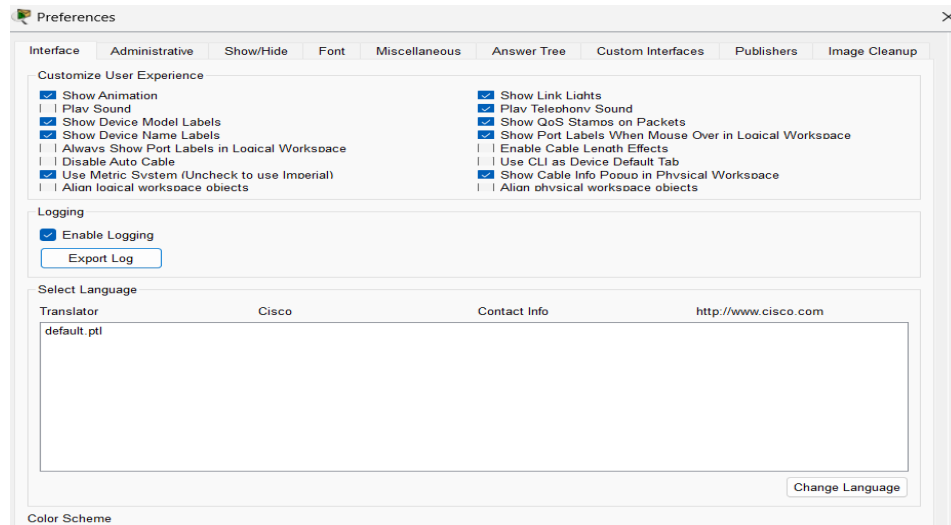 Preferences
Interface Administrative Show/Hide Font Miscellaneous Answer Tree Custom Interfaces Publishers Image Cleanup
Customize User Experience
Show Animation Show Link Lights
Play Sound Play Telephony Sound
Show Device Model Labels Show QoS Stamps on Packets
Show Device Name Labels Show Port Labels When Mouse Over in Logical Workspace
Always Show Port Labels in Logical Workspace Enable Cable Length Effects
Disable Auto Cable Use CLI as Device Default Tab
Use Metric System (Uncheck to use Imperial) Show Cable Info Popup in Physical Workspace
Align logical workspace objects Align physical workspace objects
Logging
Enable Logging
Export Log
Select Language
Translator Cisco Contact Info http://www.cisco.com
default.ptl
Change Language
Color Scheme